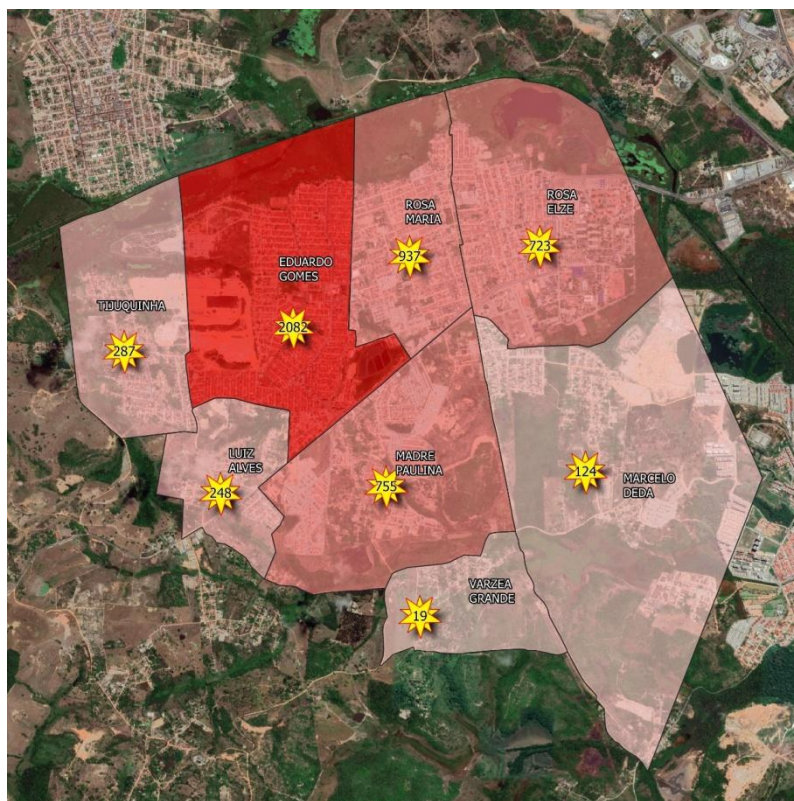 ROSA
MARIA
937
ROSA
ELZE
723
EDUARDO
GOMES
2082
TIJUQUINHA
287
LUIZ
ALVES
248
MADRE
PAULINA
755
MARCELO
DEDA
124
VARZEA
GRANDE
19